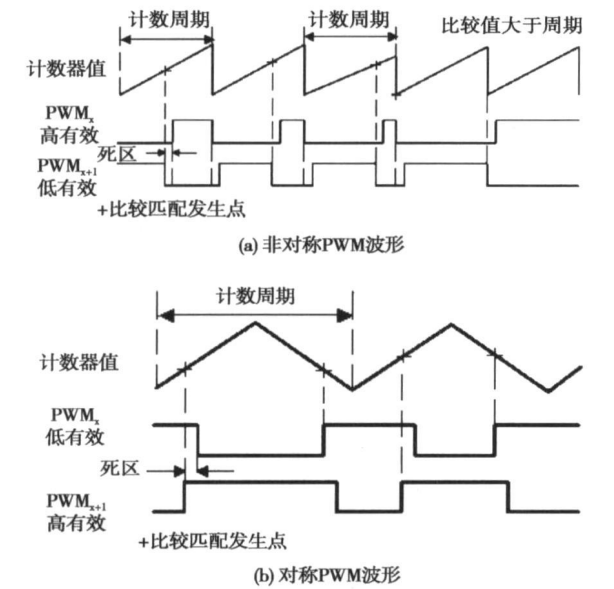 计数周期
计数周期
比较值大于周期
计数器值
PWMx
高有效
死区
PWMx+1
低有效
+比较匹配发生点
(a) 非对称PWM波形
计数周期
计数器值
PWMx
低有效
死区
PWMx+1
高有效
+比较匹配发生点
(b) 对称PWM波形